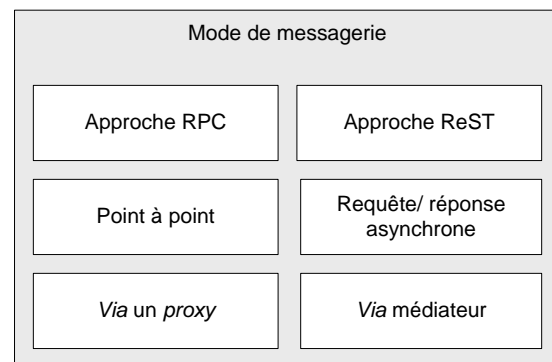 Mode de messagerie
Approche RPC
Approche ReST
Point à point
Requête/ réponse
asynchrone
Via un proxy
Via médiateur